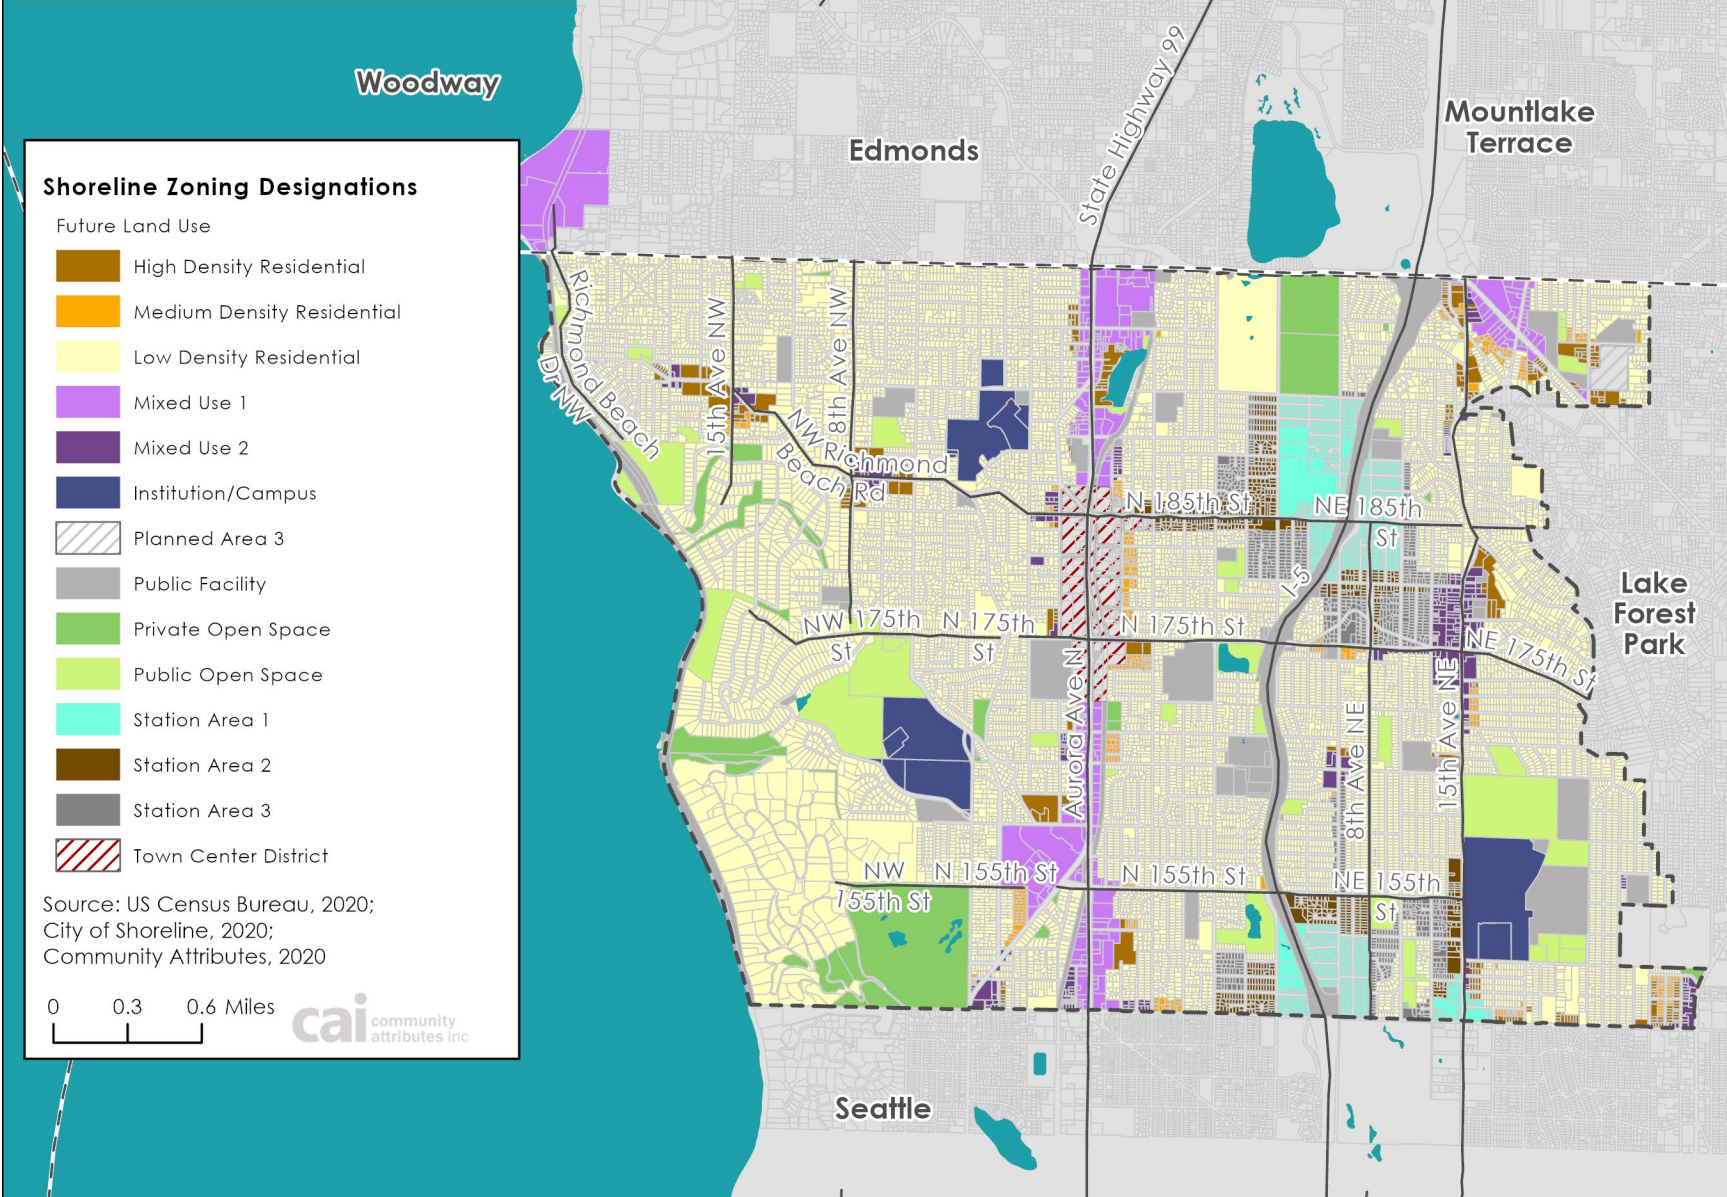 Woodway
Edmonds
State Highway 99
Mountlake
Terrace
Shoreline Zoning Designations
Future Land Use
High Density Residential
Medium Density Residential
Low Density Residential
Mixed Use 1
Mixed Use 2
Institution/Campus
Planned Area 3
Public Facility
Private Open Space
Public Open Space
Station Area 1
Station Area 2
Station Area 3
Town Center District
Source: US Census Bureau, 2020;
City of Shoreline, 2020;
Community Attributes, 2020
0 0.3 0.6 Miles
cai community
attributes inc
Richmond Beach
Dr NW
15th Ave NW
8th Ave NW
NW Richmond
Beach Rd
N 185th St
NE 185th
St
I-5
Lake
Forest
Park
NW 175th
St
N 175th
St
N 175th St
NE 175th St
Aurora Ave N
8th Ave NE
15th Ave NE
NW
155th St
N 155th St
N 155th St
NE 155th
St
Seattle